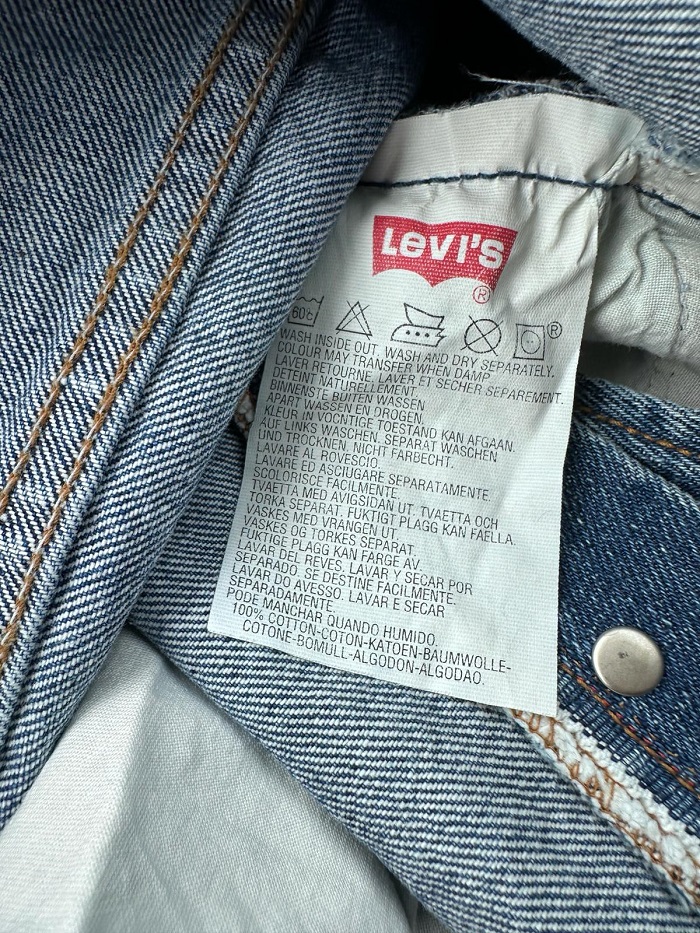 Levi's®
60°C ®
WASH INSIDE OUT. WASH AND DRY SEPARATELY.
COLOUR MAY TRANSFER WHEN DAMP.
LAVER RETOURNE. LAVER ET SECHER SEPAREMENT.
DETEINT NATURELLEMENT.
BINNENSTE BUITEN WASSEN
APART WASSEN EN DROGEN.
KLEUR IN VOCHTIGE TOESTAND KAN AFGAAN.
AUF LINKS WASCHEN. SEPARAT WASCHEN
UND TROCKNEN. NICHT FARBECHT.
LAVARE AL ROVESCIO.
LAVARE ED ASCIUGARE SEPARATAMENTE.
SCOLORISCE FACILMENTE.
TVAETTA MED AVIGSIDAN UT. TVAETTA OCH
TORKA SEPARAT. FUKTIGT PLAGG KAN FAELLA.
VASKES MED VRANGEN UT.
VASKES OG TORKES SEPARAT.
FUKTIGE PLAGG KAN FARGE AV.
LAVAR DEL REVES. LAVAR Y SECAR POR
SEPARADO. SE DESTINE FACILMENTE.
LAVAR DO AVESSO. LAVAR E SECAR
SEPARADAMENTE.
PODE MANCHAR QUANDO HUMIDO.
100% COTTON-COTON-KATOEN-BAUMWOLLE-
COTONE-BOMULL-ALGODON-ALGODAO.